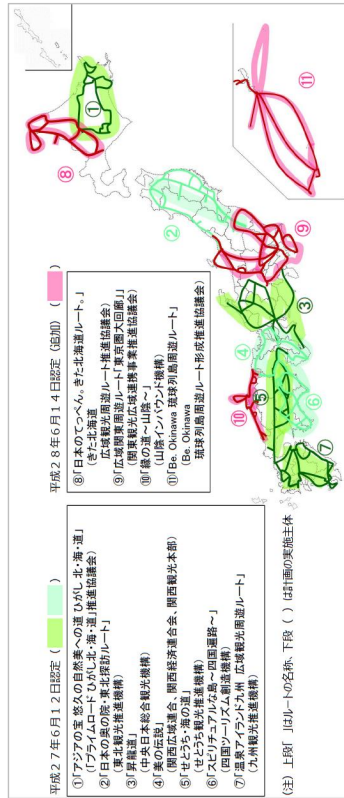 平成27年6月12日認定（　　　）
①「アジアの宝 悠久の自然美への道 ひがし 北・海・道」
（「プライムロード ひがし 北・海・道」推進協議会）
②「日本の奥の院・東北探訪ルート」
（東北観光推進機構）
③「昇龍道」
（中央日本総合観光機構）
④「美の伝説」
（関西広域連合、関西経済連合会、関西観光本部）
⑤「せとうち・海の道」
（せとうち観光推進機構）
⑥「スピリチュアルな島 ～四国遍路～」
（四国ツーリズム創造機構）
⑦「温泉アイランド九州 広域観光周遊ルート」
（九州観光推進機構）
平成28年6月14日認定（追加）（　　　）
⑧「日本のてっぺん。きた北海道ルート。」
（きた北海道
広域観光周遊ルート推進協議会）
⑨「広域関東周遊ルート「東京圏大回廊」」
（関東観光広域連携事業推進協議会）
⑩「縁の道～山陰～」
（山陰インバウンド機構）
⑪「Be. Okinawa 琉球列島周遊ルート」
（Be. Okinawa
琉球列島周遊ルート形成推進協議会）
（注） 上段「　」はルートの名称、下段（　）は計画の実施主体
①
②
③
④
⑤
⑥
⑦
⑧
⑨
⑩
⑪